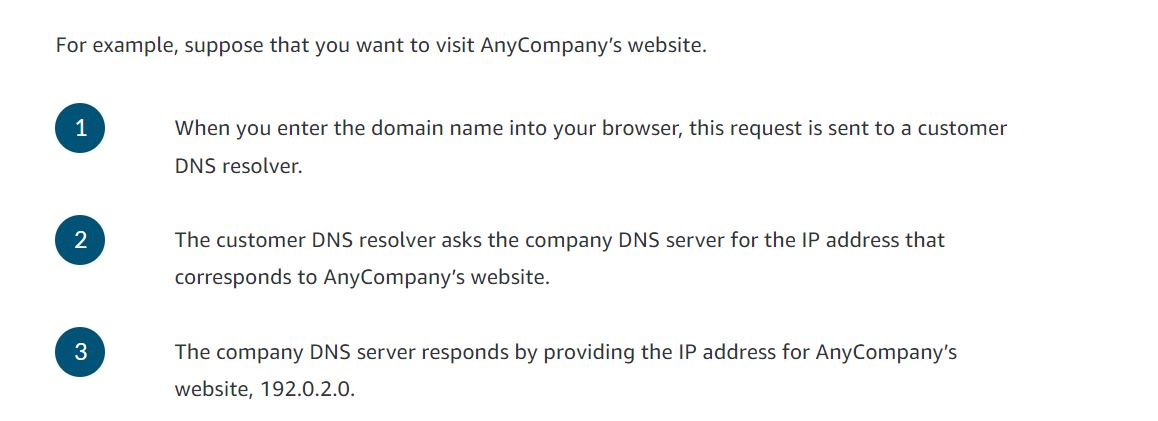 For example, suppose that you want to visit AnyCompany’s website.
1
When you enter the domain name into your browser, this request is sent to a customer
DNS resolver.
2
The customer DNS resolver asks the company DNS server for the IP address that
corresponds to AnyCompany’s website.
3
The company DNS server responds by providing the IP address for AnyCompany’s
website, 192.0.2.0.